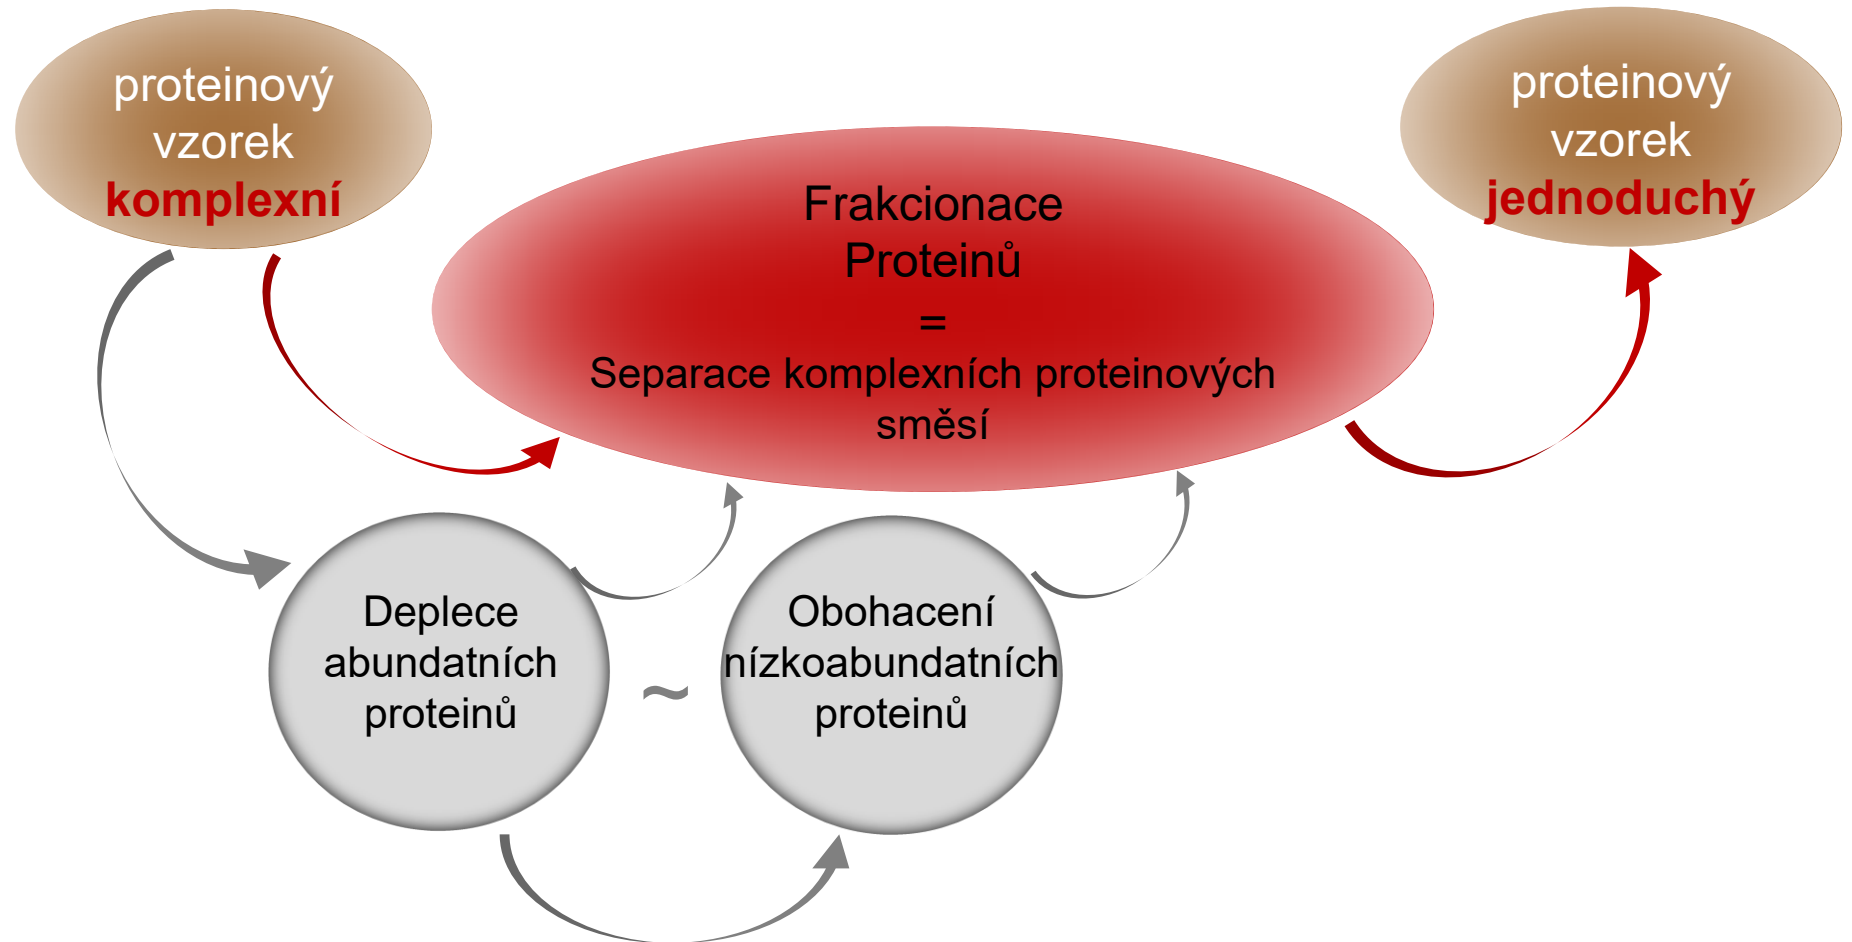 proteinový
vzorek
komplexní
proteinový
vzorek
jednoduchý
Frakcionace
Proteinů
=
Separace komplexních proteinových
směsí
Deplece
abundatních
proteinů
~
Obohacení
nízkoabundatních
proteinů